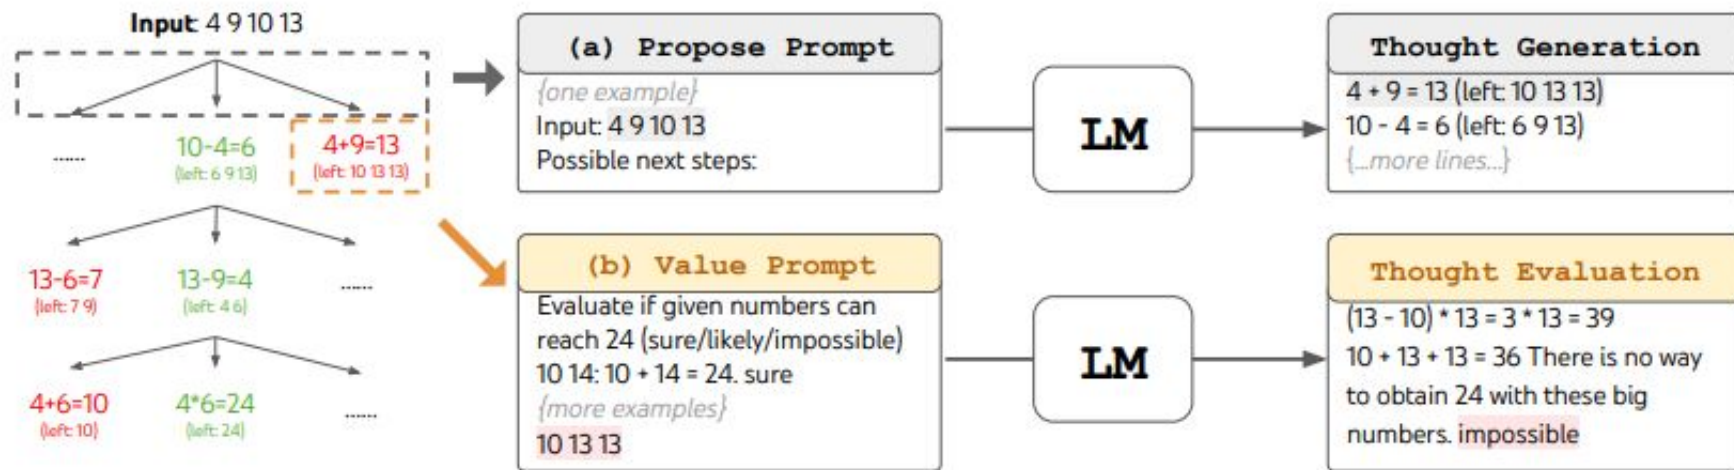 Input: 4 9 10 13
......
10-4=6
(left: 6 9 13)
4+9=13
(left: 10 13 13)
13-6=7
(left: 7 9)
13-9=4
(left: 4 6)
......
4+6=10
(left: 10)
4*6=24
(left: 24)
......
(a) Propose Prompt
{one example}
Input: 4 9 10 13
Possible next steps:
LM
Thought Generation
4 + 9 = 13 (left: 10 13 13)
10 - 4 = 6 (left: 6 9 13)
{...more lines...}
(b) Value Prompt
Evaluate if given numbers can
reach 24 (sure/likely/impossible)
10 14: 10 + 14 = 24. sure
{more examples}
10 13 13
LM
Thought Evaluation
(13 - 10) * 13 = 3 * 13 = 39
10 + 13 + 13 = 36 There is no way
to obtain 24 with these big
numbers. impossible